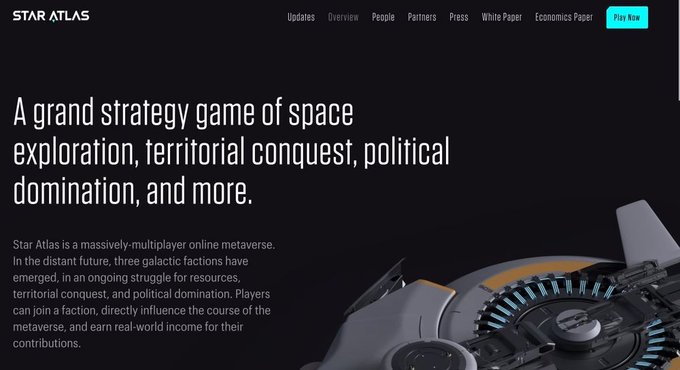 STAR ATLAS
Updates Overview People Partners Press White Paper Economics Paper Play Now
A grand strategy game of space
exploration, territorial conquest, political
domination, and more.
Star Atlas is a massively-multiplayer online metaverse.
In the distant future, three galactic factions have
emerged, in an ongoing struggle for resources,
territorial conquest, and political domination. Players
can join a faction, directly influence the course of the
metaverse, and earn real-world income for their
contributions.